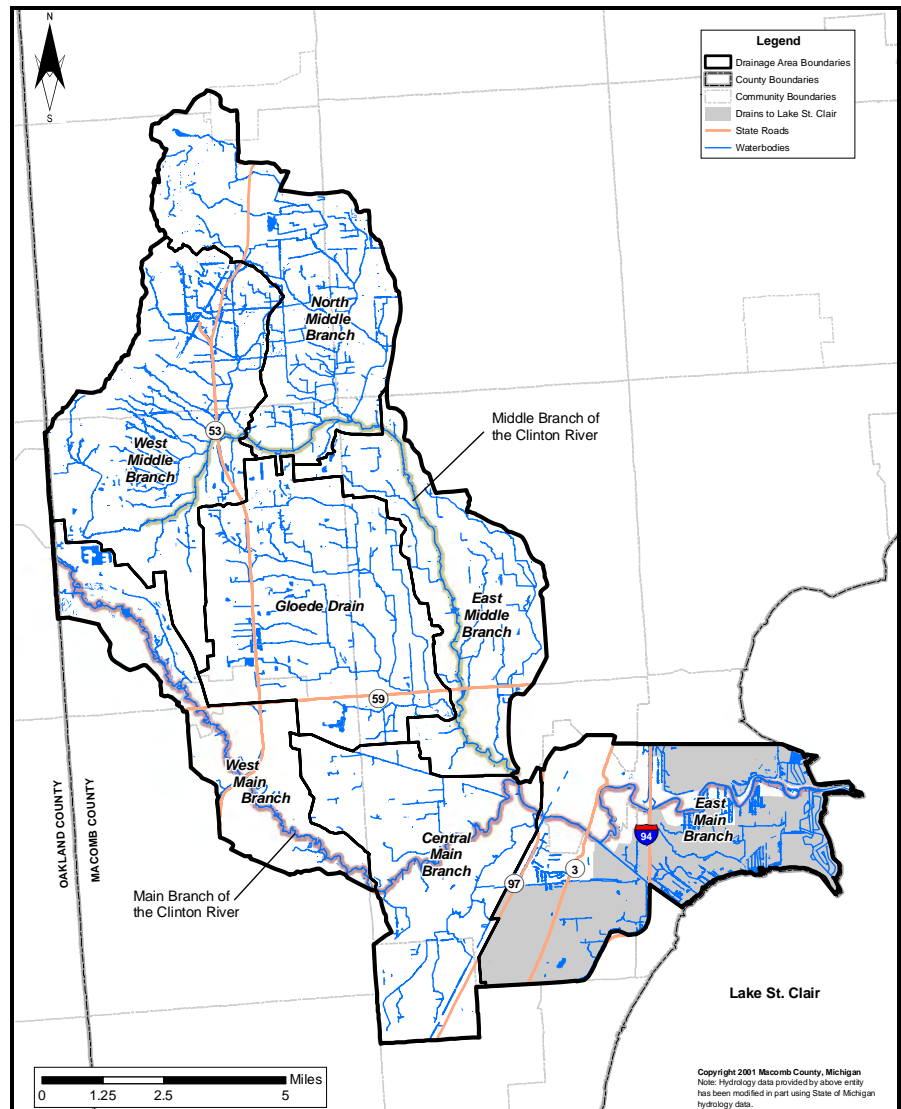 N
S
Legend
Drainage Area Boundaries
County Boundaries
Community Boundaries
Drains to Lake St. Clair
State Roads
Waterbodies
North
Middle
Branch
Middle Branch of
the Clinton River
53
West
Middle
Branch
Gloede Drain
East
Middle
Branch
59
West
Main
Branch
OAKLAND COUNTY
MACOMB COUNTY
East
Main
Branch
94
Central
Main
Branch
3
97
Main Branch of
the Clinton River
Lake St. Clair
Miles
0 1.25 2.5 5
Copyright 2001 Macomb County, Michigan
Note: Hydrology data provided by above entity
has been modified in part using State of Michigan
hydrology data.